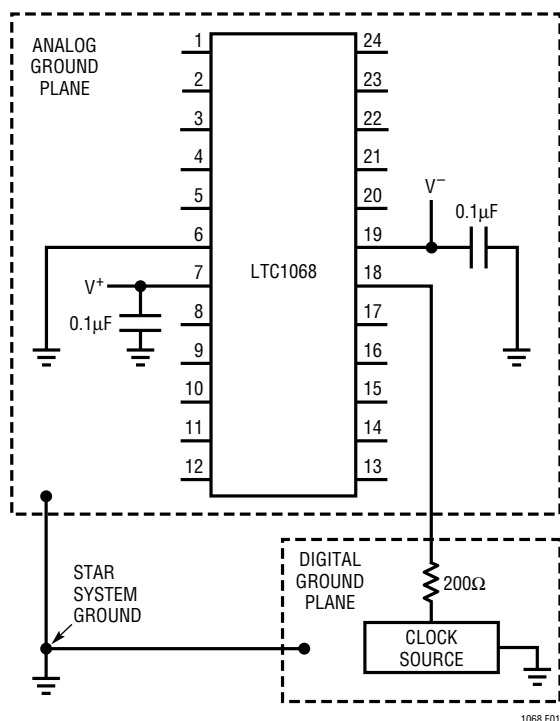 ANALOG
GROUND
PLANE
1
2
3
4
5
6
7
8
9
10
11
12
24
23
22
21
20
19
18
17
16
15
14
13
LTC1068
V+
0.1µF
V−
0.1µF
STAR
SYSTEM
GROUND
DIGITAL
GROUND
PLANE
200Ω
CLOCK
SOURCE
1068 F01